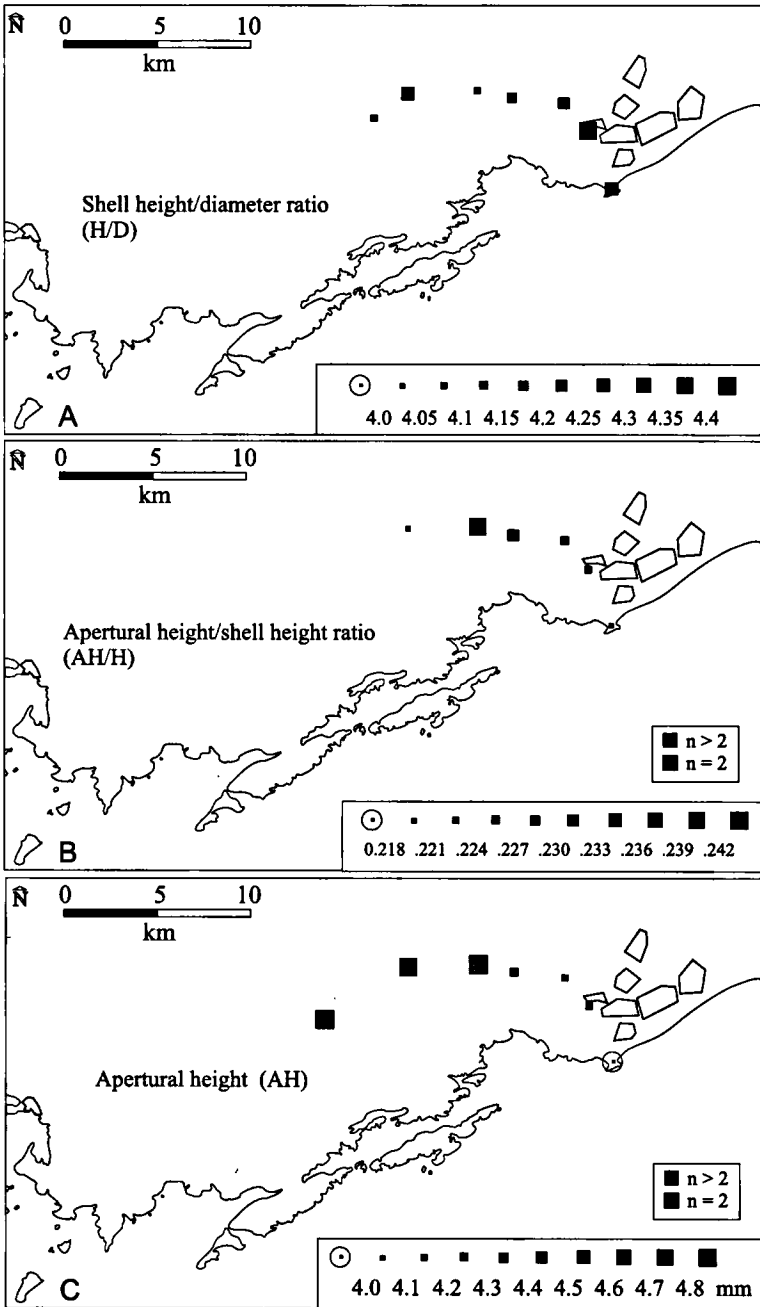 N 0 5 10
km
Shell height/diameter ratio
(H/D)
4.0 4.05 4.1 4.15 4.2 4.25 4.3 4.35 4.4
A
N 0 5 10
km
Apertural height/shell height ratio
(AH/H)
n > 2
n = 2
0.218 .221 .224 .227 .230 .233 .236 .239 .242
B
N 0 5 10
km
Apertural height (AH)
n > 2
n = 2
4.0 4.1 4.2 4.3 4.4 4.5 4.6 4.7 4.8 mm
C